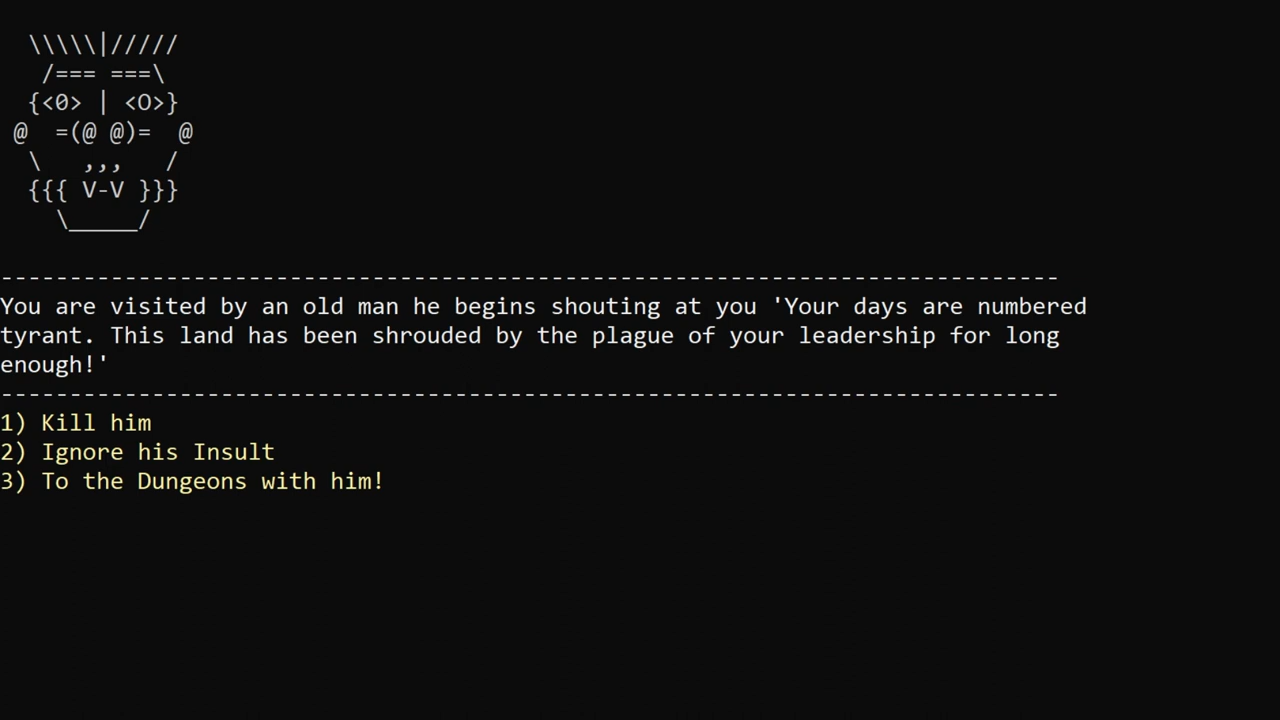 \\\\\|/////
   /=== ===\
  {<0> | <O>}
 @  =(@ @)=  @
  \   ,,,   /
  {{{ V-V }}}
    \_____/
-----------------------------------------------------------------------------
You are visited by an old man he begins shouting at you 'Your days are numbered
tyrant. This land has been shrouded by the plague of your leadership for long
enough!'
-----------------------------------------------------------------------------
1) Kill him
2) Ignore his Insult
3) To the Dungeons with him!